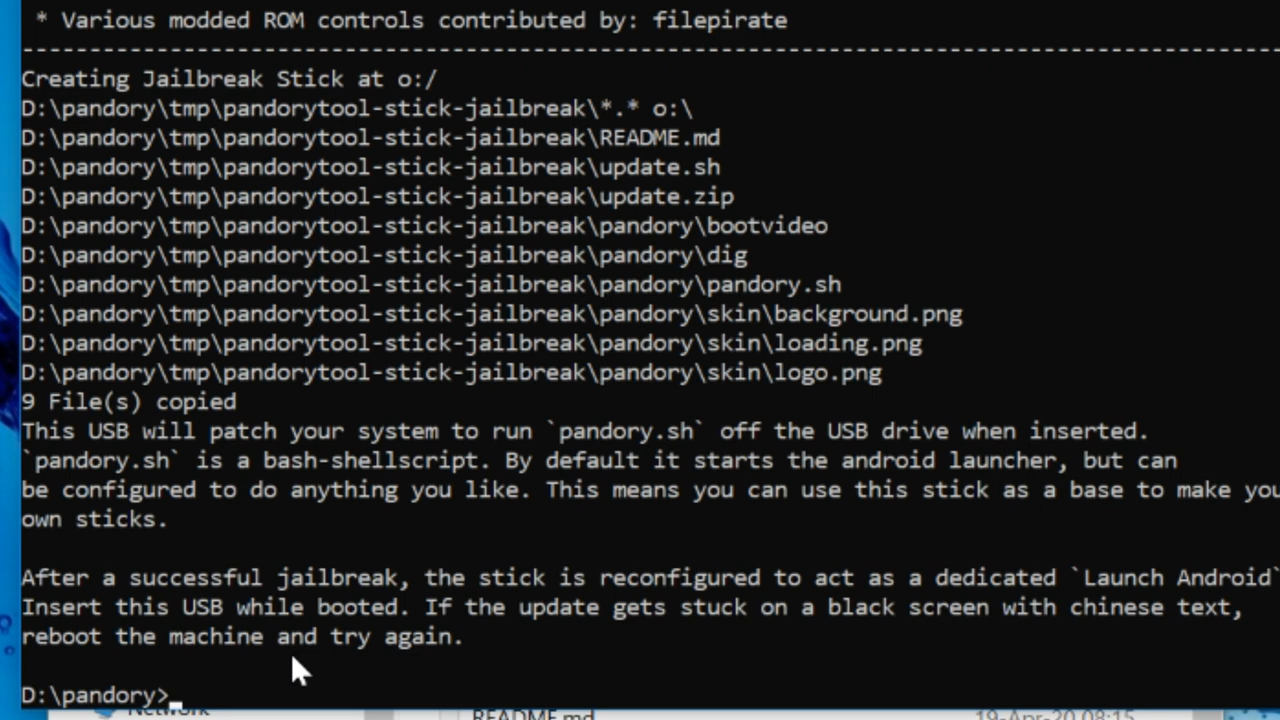 * Various modded ROM controls contributed by: filepirate
--------------------------------------------------------------------------------------------
Creating Jailbreak Stick at o:/
D:\pandory\tmp\pandorytool-stick-jailbreak\*.* o:\
D:\pandory\tmp\pandorytool-stick-jailbreak\README.md
D:\pandory\tmp\pandorytool-stick-jailbreak\update.sh
D:\pandory\tmp\pandorytool-stick-jailbreak\update.zip
D:\pandory\tmp\pandorytool-stick-jailbreak\pandory\bootvideo
D:\pandory\tmp\pandorytool-stick-jailbreak\pandory\dig
D:\pandory\tmp\pandorytool-stick-jailbreak\pandory\pandory.sh
D:\pandory\tmp\pandorytool-stick-jailbreak\pandory\skin\background.png
D:\pandory\tmp\pandorytool-stick-jailbreak\pandory\skin\loading.png
D:\pandory\tmp\pandorytool-stick-jailbreak\pandory\skin\logo.png
9 File(s) copied
This USB will patch your system to run `pandory.sh` off the USB drive when inserted.
`pandory.sh` is a bash-shellscript. By default it starts the android launcher, but can
be configured to do anything you like. This means you can use this stick as a base to make you
own sticks.
After a successful jailbreak, the stick is reconfigured to act as a dedicated `Launch Android`
Insert this USB while booted. If the update gets stuck on a black screen with chinese text,
reboot the machine and try again.
D:\pandory>
Network
README.md
19-Apr-20 08:15